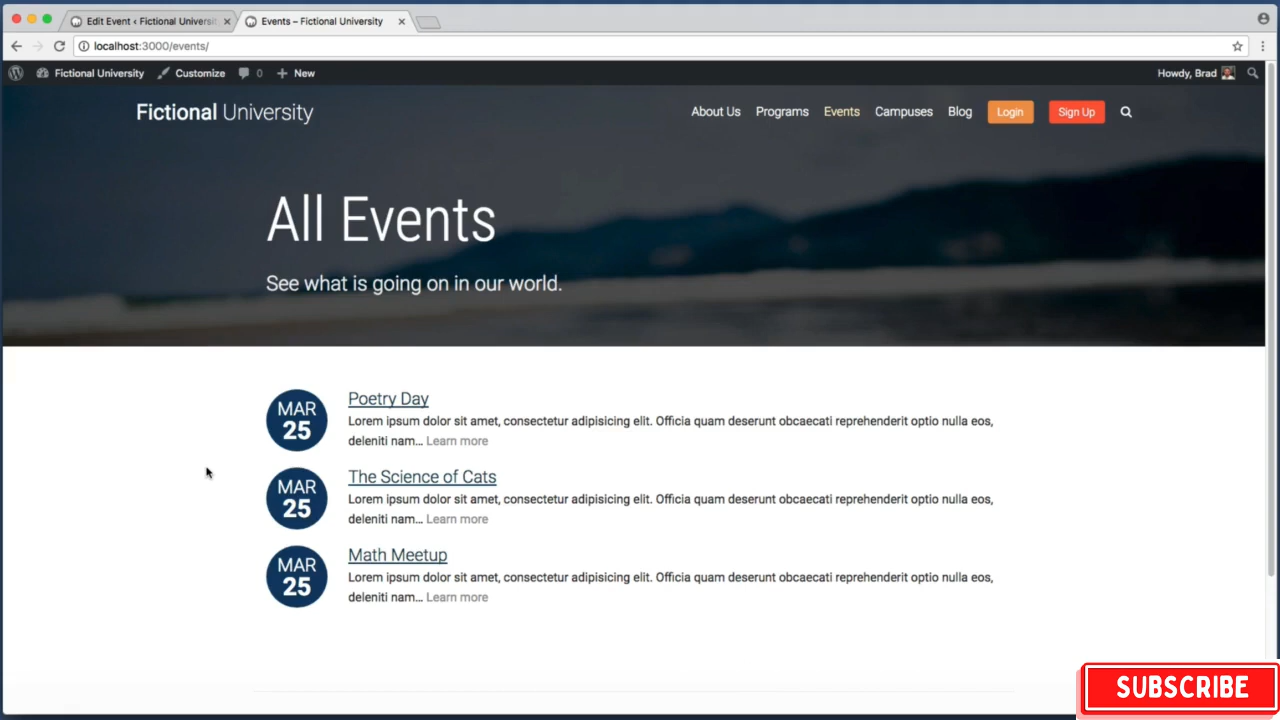 Edit Event ‹ Fictional Universit
Events – Fictional University
localhost:3000/events/
Fictional University
Customize
0
New
Howdy, Brad
Fictional University
About Us
Programs
Events
Campuses
Blog
Login
Sign Up
All Events
See what is going on in our world.
MAR
25
Poetry Day
Lorem ipsum dolor sit amet, consectetur adipisicing elit. Officia quam deserunt obcaecati reprehenderit optio nulla eos,
deleniti nam... Learn more
MAR
25
The Science of Cats
Lorem ipsum dolor sit amet, consectetur adipisicing elit. Officia quam deserunt obcaecati reprehenderit optio nulla eos,
deleniti nam... Learn more
MAR
25
Math Meetup
Lorem ipsum dolor sit amet, consectetur adipisicing elit. Officia quam deserunt obcaecati reprehenderit optio nulla eos,
deleniti nam... Learn more
SUBSCRIBE